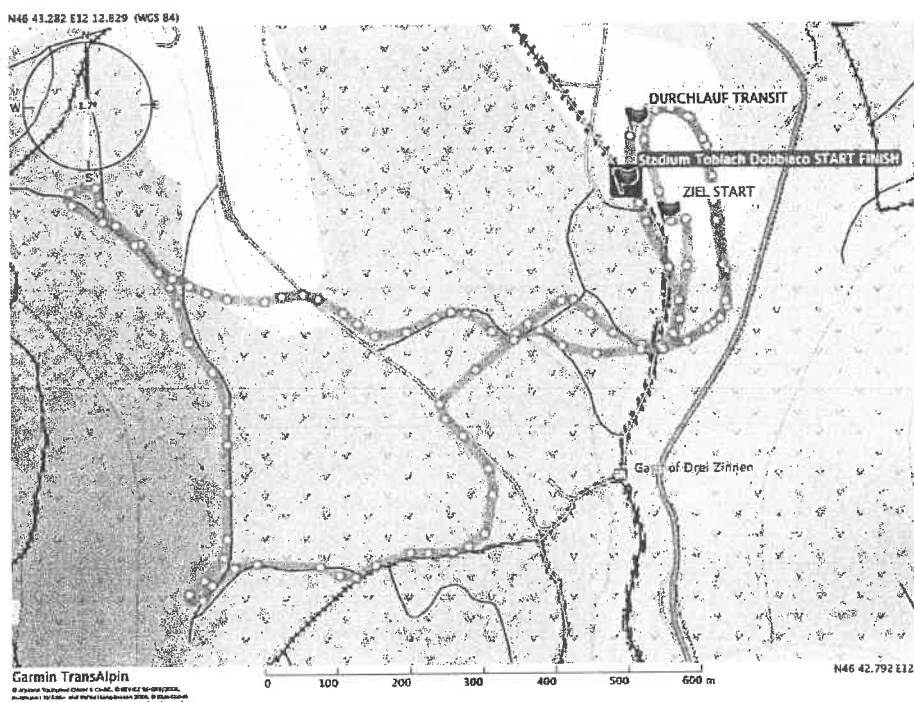 N46 43.282 E12 12.829 (WGS 84)
N
W
E
S
DURCHLAUF TRANSIT
Stadium Toblach Dobbiaco START FINISH
ZIEL START
Drei Zinnen
Garmin TransAlpin
0 100 200 300 400 500 600 m
N46 42.792 E12